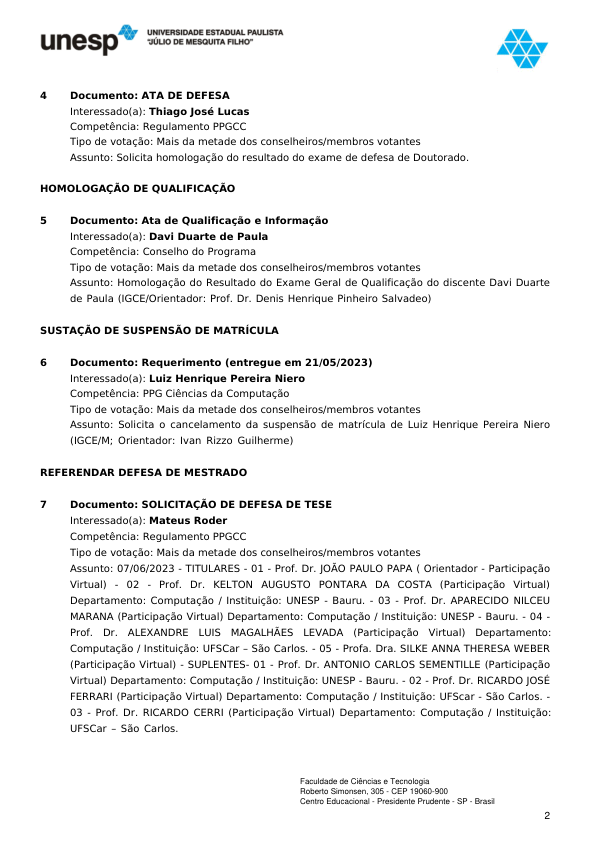 unesp
UNIVERSIDADE ESTADUAL PAULISTA
"JÚLIO DE MESQUITA FILHO"
4 Documento: ATA DE DEFESA
Interessado(a): Thiago José Lucas
Competência: Regulamento PPGCC
Tipo de votação: Mais da metade dos conselheiros/membros votantes
Assunto: Solicita homologação do resultado do exame de defesa de Doutorado.
HOMOLOGAÇÃO DE QUALIFICAÇÃO
5 Documento: Ata de Qualificação e Informação
Interessado(a): Davi Duarte de Paula
Competência: Conselho do Programa
Tipo de votação: Mais da metade dos conselheiros/membros votantes
Assunto: Homologação do Resultado do Exame Geral de Qualificação do discente Davi Duarte
de Paula (IGCE/Orientador: Prof. Dr. Denis Henrique Pinheiro Salvadeo)
SUSTAÇÃO DE SUSPENSÃO DE MATRÍCULA
6 Documento: Requerimento (entregue em 21/05/2023)
Interessado(a): Luiz Henrique Pereira Niero
Competência: PPG Ciências da Computação
Tipo de votação: Mais da metade dos conselheiros/membros votantes
Assunto: Solicita o cancelamento da suspensão de matrícula de Luiz Henrique Pereira Niero
(IGCE/M; Orientador: Ivan Rizzo Guilherme)
REFERENDAR DEFESA DE MESTRADO
7 Documento: SOLICITAÇÃO DE DEFESA DE TESE
Interessado(a): Mateus Roder
Competência: Regulamento PPGCC
Tipo de votação: Mais da metade dos conselheiros/membros votantes
Assunto: 07/06/2023 - TITULARES - 01 - Prof. Dr. JOÃO PAULO PAPA ( Orientador - Participação
Virtual) - 02 - Prof. Dr. KELTON AUGUSTO PONTARA DA COSTA (Participação Virtual)
Departamento: Computação / Instituição: UNESP - Bauru. - 03 - Prof. Dr. APARECIDO NILCEU
MARANA (Participação Virtual) Departamento: Computação / Instituição: UNESP - Bauru. - 04 -
Prof. Dr. ALEXANDRE LUIS MAGALHÃES LEVADA (Participação Virtual) Departamento:
Computação / Instituição: UFSCar – São Carlos. - 05 - Profa. Dra. SILKE ANNA THERESA WEBER
(Participação Virtual) - SUPLENTES- 01 - Prof. Dr. ANTONIO CARLOS SEMENTILLE (Participação
Virtual) Departamento: Computação / Instituição: UNESP - Bauru. - 02 - Prof. Dr. RICARDO JOSÉ
FERRARI (Participação Virtual) Departamento: Computação / Instituição: UFScar - São Carlos. -
03 - Prof. Dr. RICARDO CERRI (Participação Virtual) Departamento: Computação / Instituição:
UFSCar – São Carlos.
Faculdade de Ciências e Tecnologia
Roberto Simonsen, 305 - CEP 19060-900
Centro Educacional - Presidente Prudente - SP - Brasil
2